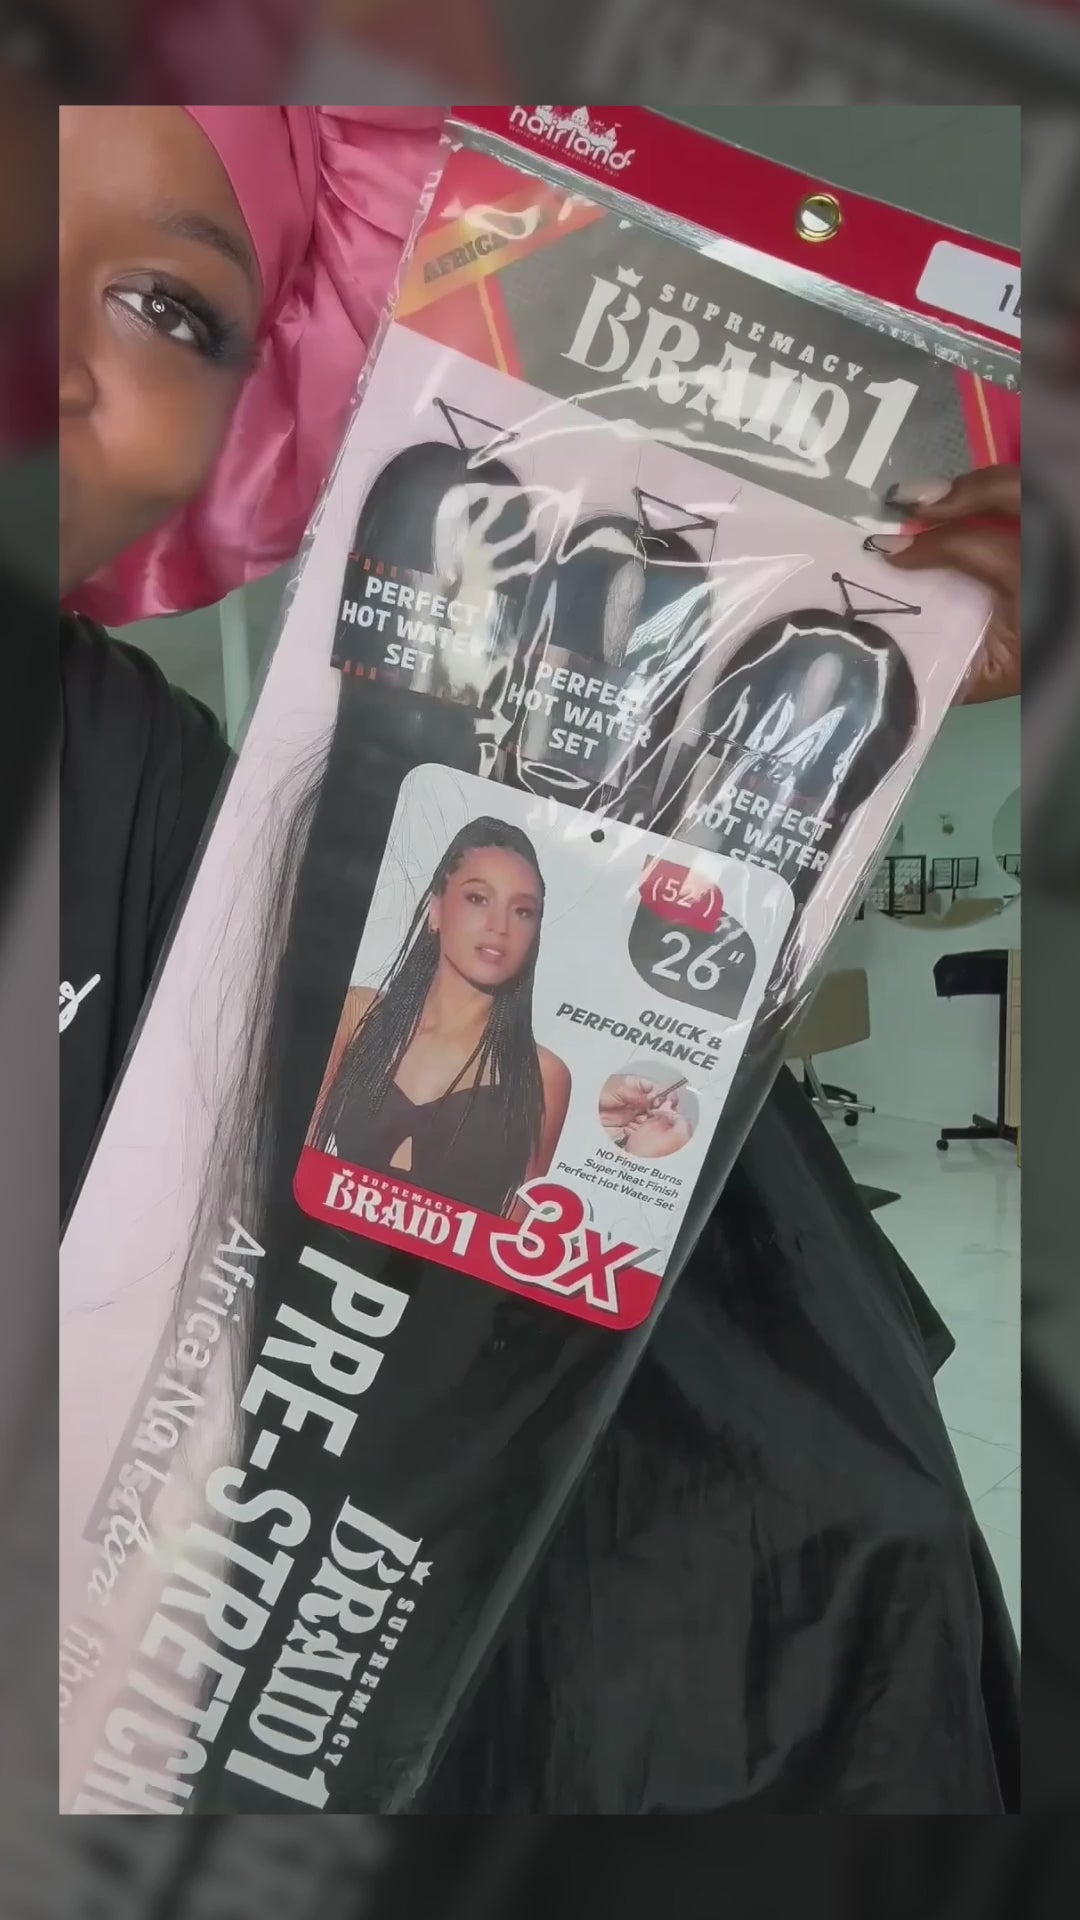 hairland
AFRICA
SUPREMACY
BRAID1
PERFECT
HOT WATER
SET
PERFECT
HOT WATER
SET
PERFECT
HOT WATER
SET
(52")
26"
QUICK &
PERFORMANCE
NO Finger Burns
Super Neat Finish
Perfect Hot Water Set
SUPREMACY
BRAID1
3X
PRE-STRETCH
SUPREMACY
BRAID1